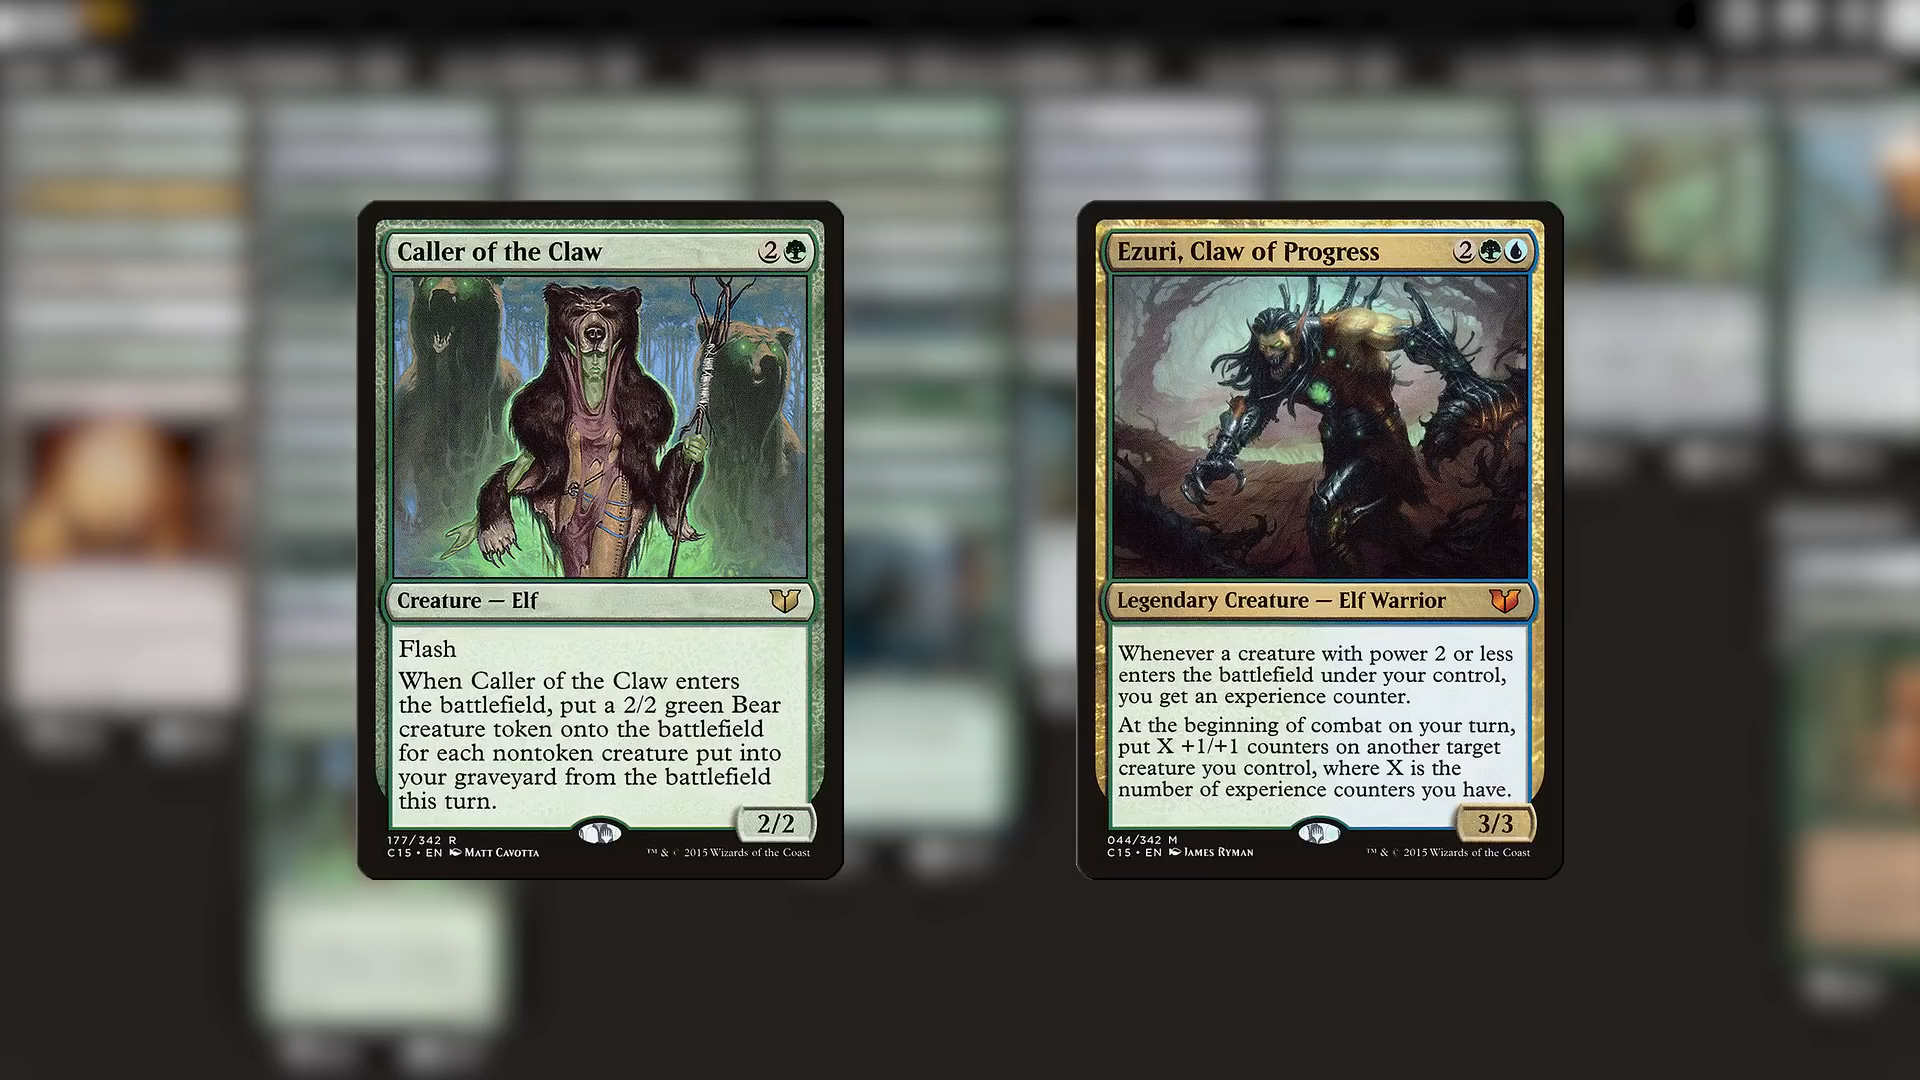 Caller of the Claw 2
Creature — Elf
Flash
When Caller of the Claw enters
the battlefield, put a 2/2 green Bear
creature token onto the battlefield
for each nontoken creature put into
your graveyard from the battlefield
this turn.
2/2
177/342 R
C15 • EN Matt Cavotta
™ & © 2015 Wizards of the Coast
Ezuri, Claw of Progress 2
Legendary Creature — Elf Warrior
Whenever a creature with power 2 or less
enters the battlefield under your control,
you get an experience counter.
At the beginning of combat on your turn,
put X +1/+1 counters on another target
creature you control, where X is the
number of experience counters you have.
3/3
044/342 M
C15 • EN James Ryman
™ & © 2015 Wizards of the Coast